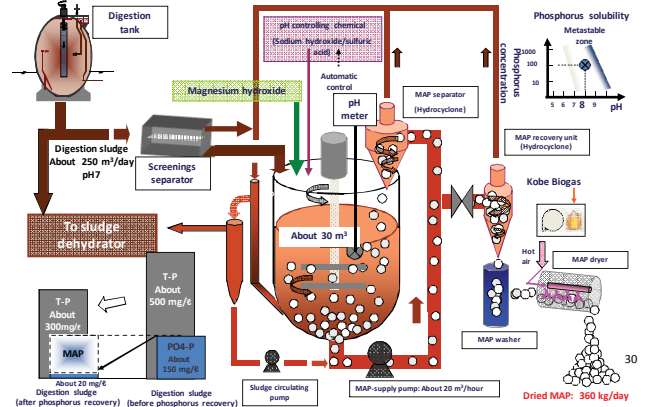 Digestion
tank
pH controlling chemical
(Sodium hydroxide/sulfuric
acid)
Automatic
control
Magnesium hydroxide
pH
meter
MAP separator
(Hydrocyclone)
Phosphorus solubility
Metastable
zone
Phosphorus
concentration
1000
100
10
5 6 7 8 9
pH
MAP recovery unit
(Hydrocyclone)
Digestion sludge
About 250 m³/day
pH7
Screenings
separator
Kobe Biogas
To sludge
dehydrator
About 30 m³
Hot
air
MAP dryer
T-P
About
500 mg/ℓ
T-P
About
300mg/ℓ
MAP
PO4-P
About
150 mg/ℓ
About 20 mg/ℓ
Digestion sludge
(after phosphorus recovery)
Digestion sludge
(before phosphorus recovery)
Sludge circulating
pump
MAP-supply pump: About 20 m³/hour
MAP washer
30
Dried MAP: 360 kg/day